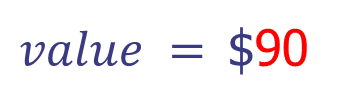 value = $90